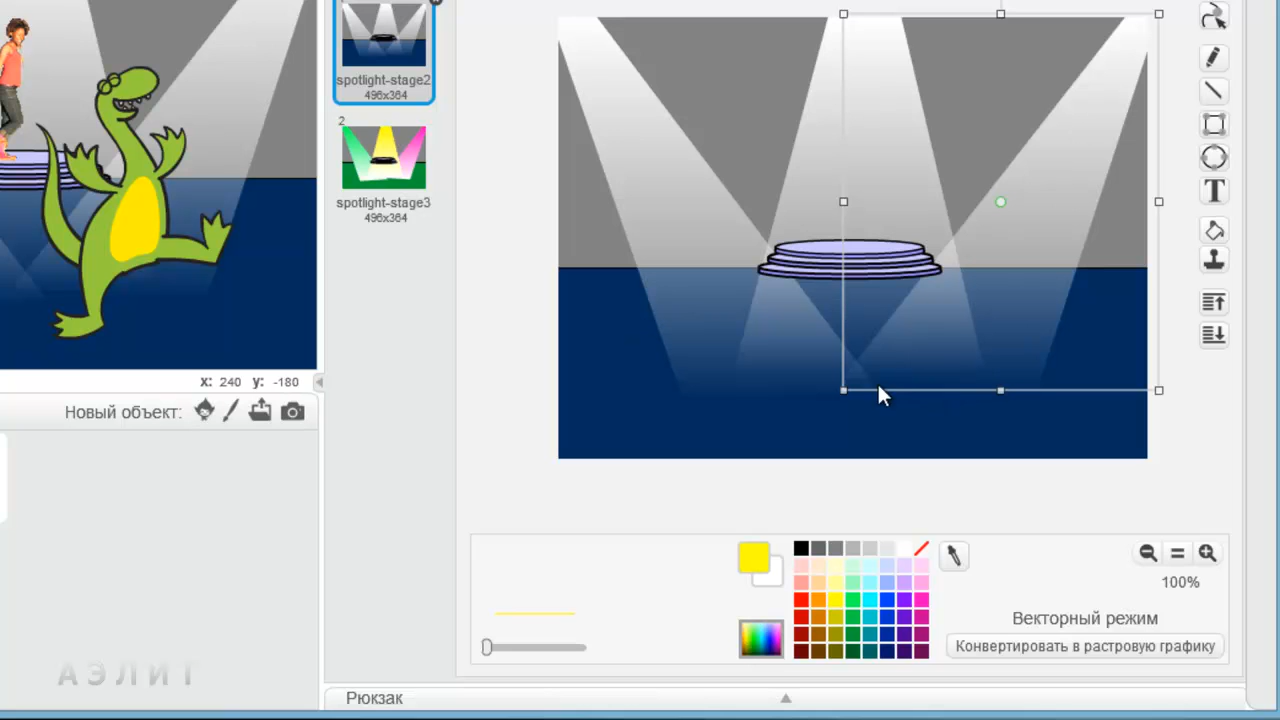 spotlight-stage2
496x364
2
spotlight-stage3
496x364
T
x: 240 y: -180
Новый объект:
100%
Векторный режим
Конвертировать в растровую графику
АЭЛИТ
Рюкзак